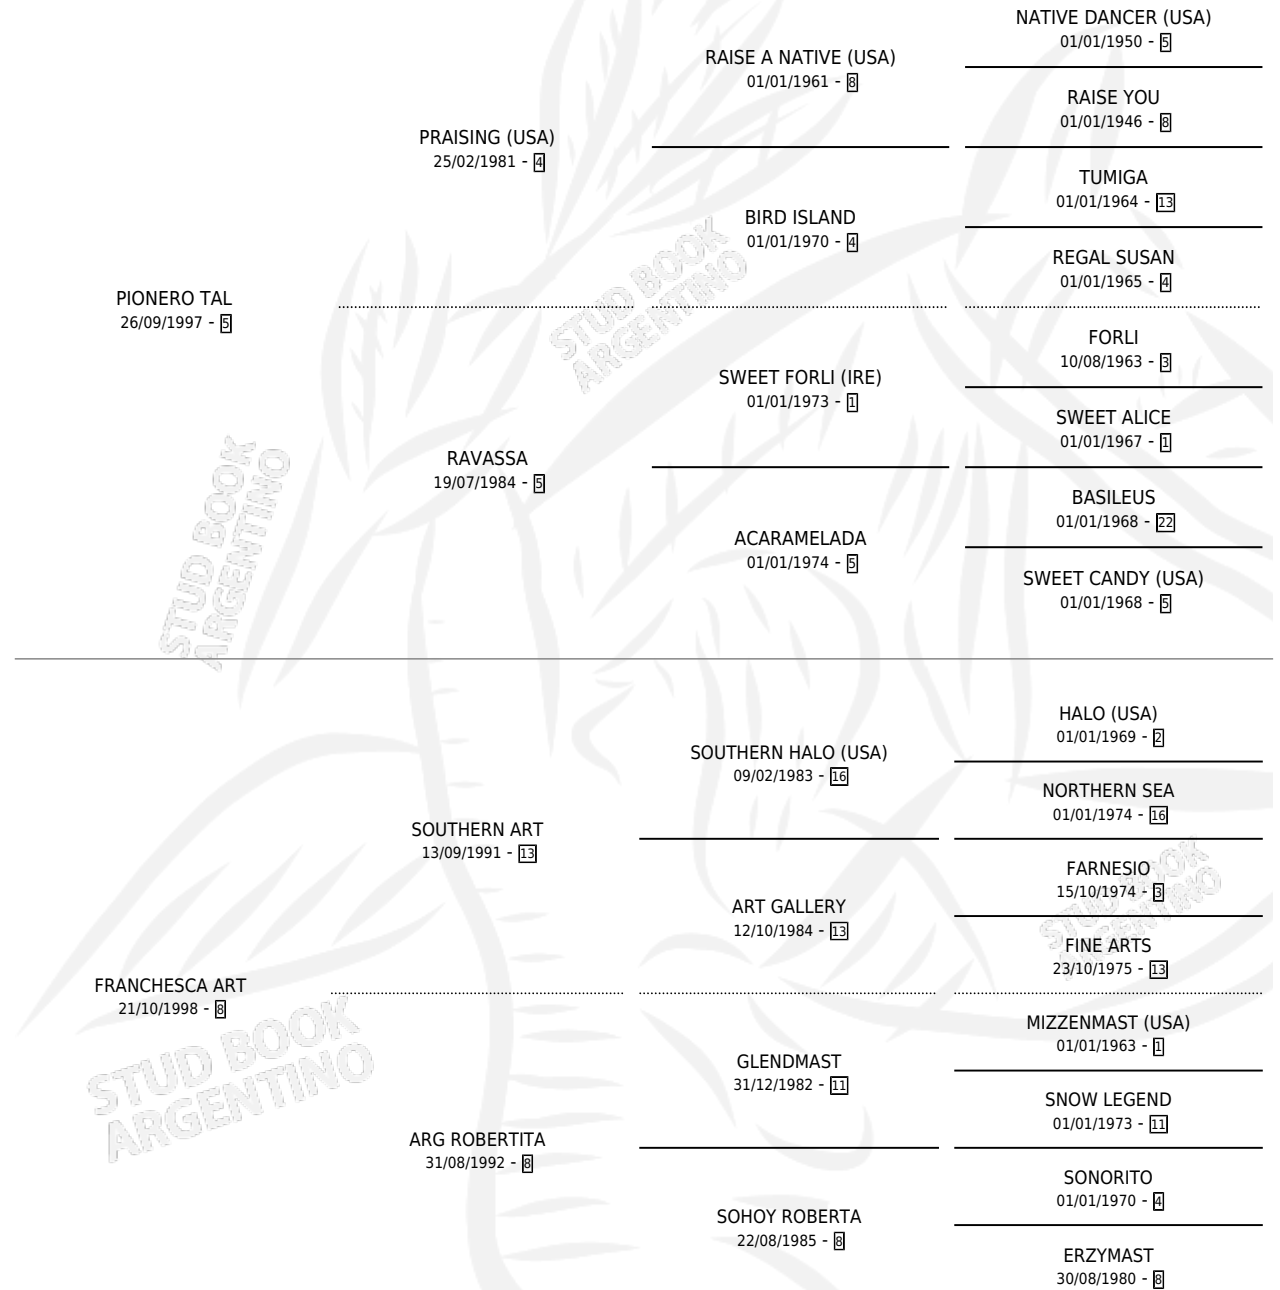 NATIVE DANCER (USA)
01/01/1950 - 5
RAISE A NATIVE (USA)
01/01/1961 - 8
RAISE YOU
01/01/1946 - 8
PRAISING (USA)
25/02/1981 - 4
TUMIGA
01/01/1964 - 13
BIRD ISLAND
01/01/1970 - 4
REGAL SUSAN
01/01/1965 - 4
PIONERO TAL
26/09/1997 - 5
FORLI
10/08/1963 - 3
SWEET FORLI (IRE)
01/01/1973 - 1
SWEET ALICE
01/01/1967 - 1
RAVASSA
19/07/1984 - 5
BASILEUS
01/01/1968 - 22
ACARAMELADA
01/01/1974 - 5
SWEET CANDY (USA)
01/01/1968 - 5
HALO (USA)
01/01/1969 - 2
SOUTHERN HALO (USA)
09/02/1983 - 16
NORTHERN SEA
01/01/1974 - 16
SOUTHERN ART
13/09/1991 - 13
FARNESIO
15/10/1974 - 3
ART GALLERY
12/10/1984 - 13
FINE ARTS
23/10/1975 - 13
FRANCHESCA ART
21/10/1998 - 8
MIZZENMAST (USA)
01/01/1963 - 1
GLENDMAST
31/12/1982 - 11
SNOW LEGEND
01/01/1973 - 11
ARG ROBERTITA
31/08/1992 - 8
SONORITO
01/01/1970 - 4
SOHOY ROBERTA
22/08/1985 - 8
ERZYMAST
30/08/1980 - 8
STUD BOOK
ARGENTINO
STUD BOOK
ARGENTINO
STUD BOOK
ARGENTINO
STUD BOOK
ARGENTINO